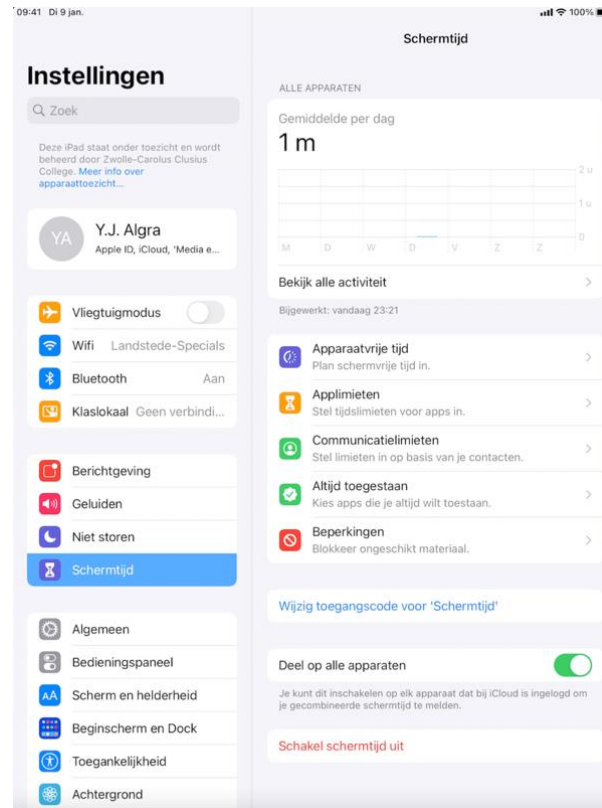 09:41 Di 9 jan.
100%
Instellingen
Zoek
Deze iPad staat onder toezicht en wordt
beheerd door Zwolle-Carolus Clusius
College. Meer info over
apparaattoezicht...
YA
Y.J. Algra
Apple ID, iCloud, 'Media e...
Vliegtuigmodus
Wifi Landstede-Specials
Bluetooth Aan
Klaslokaal Geen verbindi...
Berichtgeving
Geluiden
Niet storen
Schermtijd
Algemeen
Bedieningspaneel
AA Scherm en helderheid
Beginscherm en Dock
Toegankelijkheid
Achtergrond
Schermtijd
ALLE APPARATEN
Gemiddelde per dag
1 m
2 u
1 u
0
M D W D V Z Z
Bekijk alle activiteit
Bijgewerkt: vandaag 23:21
Apparaatvrije tijd
Plan schermvrije tijd in.
Applimieten
Stel tijdslimieten voor apps in.
Communicatielimieten
Stel limieten in op basis van je contacten.
Altijd toegestaan
Kies apps die je altijd wilt toestaan.
Beperkingen
Blokkeer ongeschikt materiaal.
Wijzig toegangscode voor 'Schermtijd'
Deel op alle apparaten
Je kunt dit inschakelen op elk apparaat dat bij iCloud is ingelogd om
je gecombineerde schermtijd te melden.
Schakel schermtijd uit